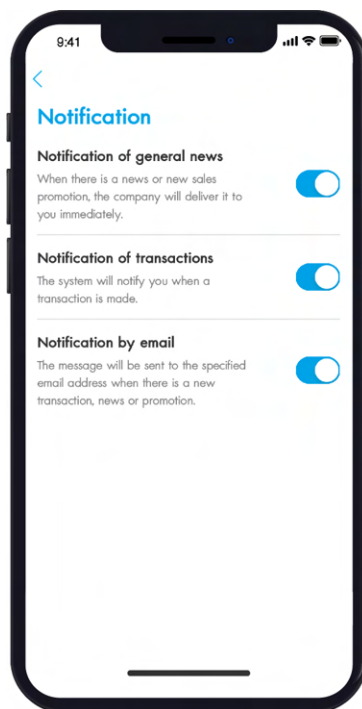 9:41
Notification
Notification of general news
When there is a news or new sales
promotion, the company will deliver it to
you immediately.
Notification of transactions
The system will notify you when a
transaction is made.
Notification by email
The message will be sent to the specified
email address when there is a new
transaction, news or promotion.